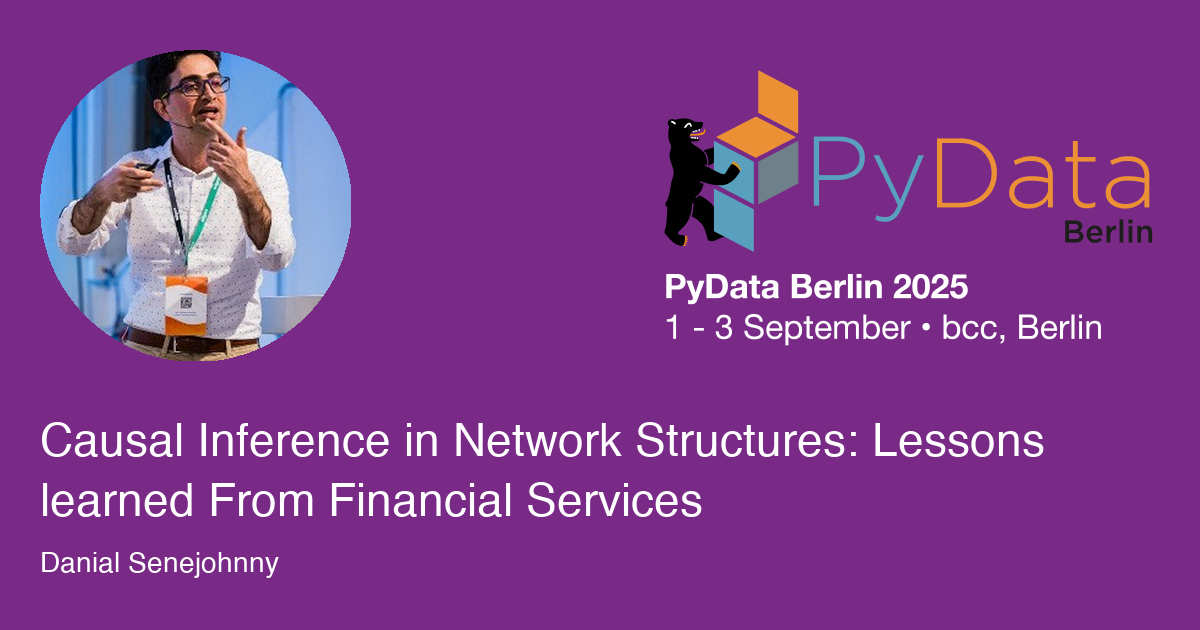 PyData
Berlin
PyData Berlin 2025
1 - 3 September • bcc, Berlin
Causal Inference in Network Structures: Lessons
learned From Financial Services
Danial Senejohnny